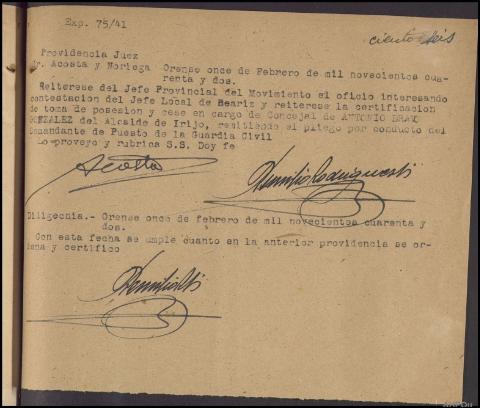 Exp. 75/41
ciento seis
Providencia Juez
Sr. Acosta y Noriega Orense once de Febrero de mil novecientos cua-
renta y dos.
Reiterese del Jefe Provincial del Movimiento el oficio interesando
contestacion del Jefe Local de Beariz y reiterese la certificacion
de toma de posesion y cese en cargo de Concejal de ANTONIO BRAVO
GONZALEZ del Alcalde de Irijo, remitiendo el pliego por conducto del
Comandante de Puesto de la Guardia Civil
Lo proveyo y rubrica S.S. Doy fe
Acosta
Diligecnia.- Orense once de febrero de mil novecientos cuarenta y
dos.
Con esta fecha se umple cuanto en la anterior providencia se or-
dena y certifico